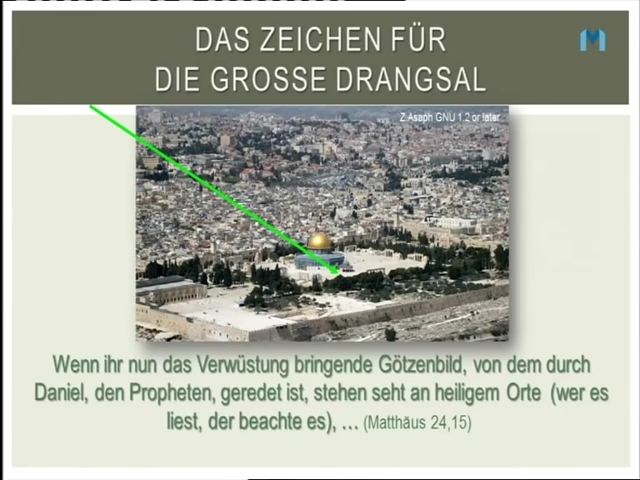 DAS ZEICHEN FÜR
DIE GROSSE DRANGSAL
Z Asaph GNU 1.2 or later
Wenn ihr nun das Verwüstung bringende Götzenbild, von dem durch
Daniel, den Propheten, geredet ist, stehen seht an heiligem Orte (wer es
liest, der beachte es), ... (Matthäus 24,15)